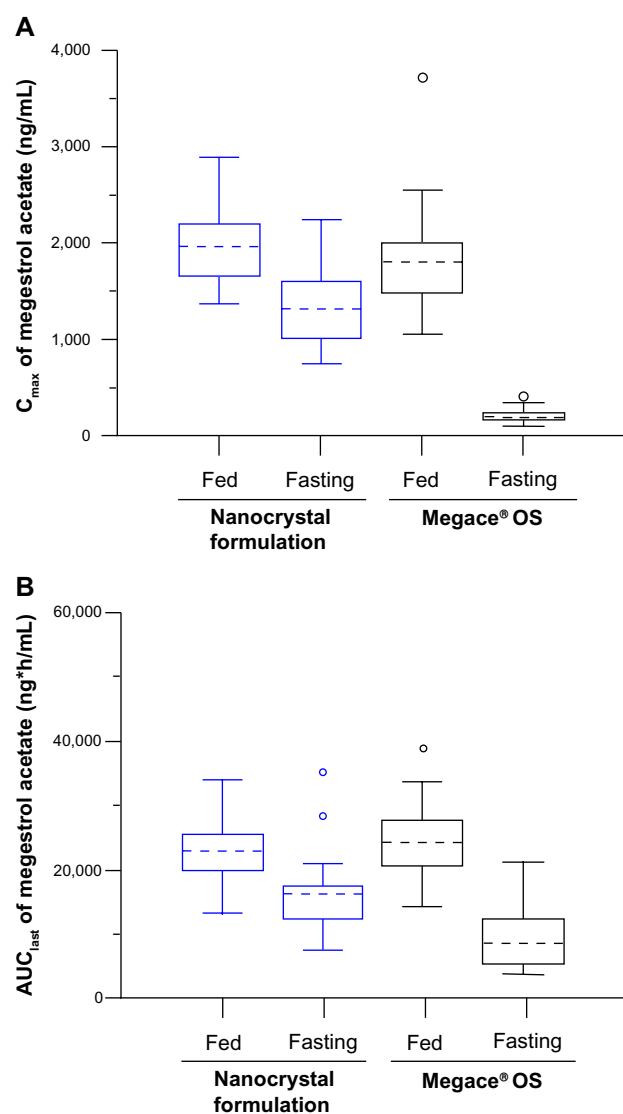 A
C_max of megestrol acetate (ng/mL)
4,000
3,000
2,000
1,000
0
Fed Fasting Fed Fasting
Nanocrystal Megace® OS
formulation
B
AUC_last of megestrol acetate (ng*h/mL)
60,000
40,000
20,000
0
Fed Fasting Fed Fasting
Nanocrystal Megace® OS
formulation